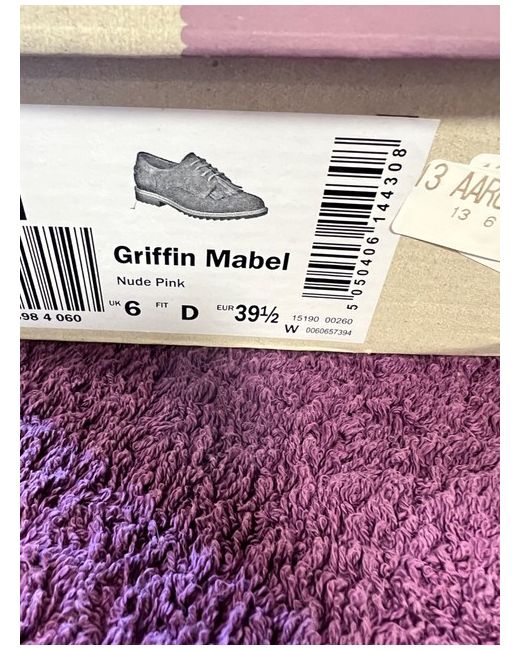 Griffin Mabel
Nude Pink
UK 6 FIT D EUR 39½
15190 00260
W 0060657394
5 050406 144308
98 4 060
13 AARO
13 6